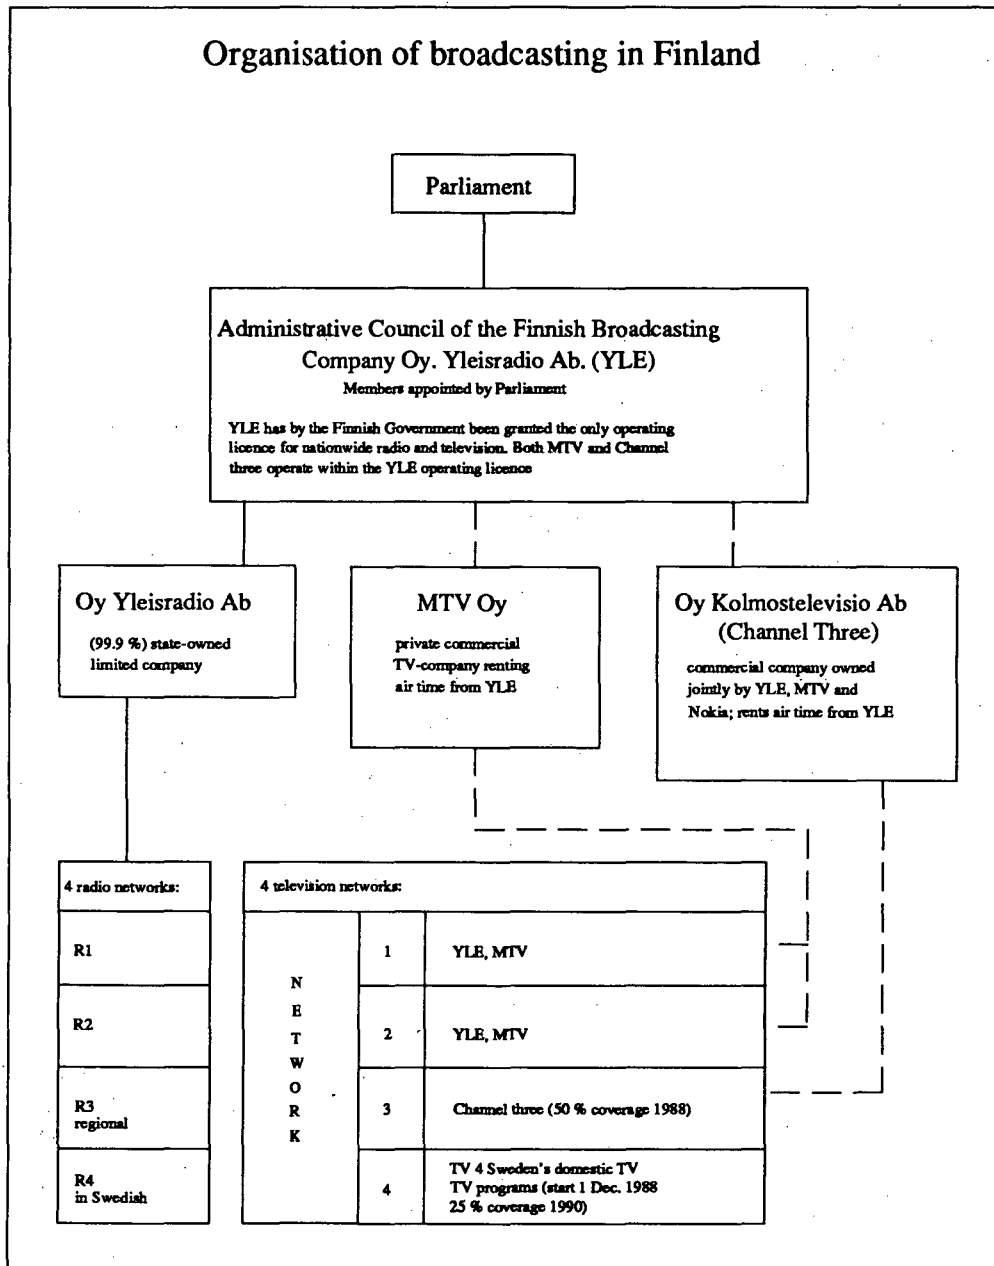 Organisation of broadcasting in Finland
Parliament
Administrative Council of the Finnish Broadcasting
Company Oy. Yleisradio Ab. (YLE)
Members appointed by Parliament
YLE has by the Finnish Government been granted the only operating
licence for nationwide radio and television. Both MTV and Channel
three operate within the YLE operating licence
Oy Yleisradio Ab
(99.9 %) state-owned
limited company
MTV Oy
private commercial
TV-company renting
air time from YLE
Oy Kolmostelevisio Ab
(Channel Three)
commercial company owned
jointly by YLE, MTV and
Nokia; rents air time from YLE
4 radio networks:
R1
R2
R3
regional
R4
in Swedish
4 television networks:
NETWORK
1 YLE, MTV
2 YLE, MTV
3 Channel three (50 % coverage 1988)
4 TV 4 Sweden's domestic TV
TV programs (start 1 Dec. 1988
25 % coverage 1990)